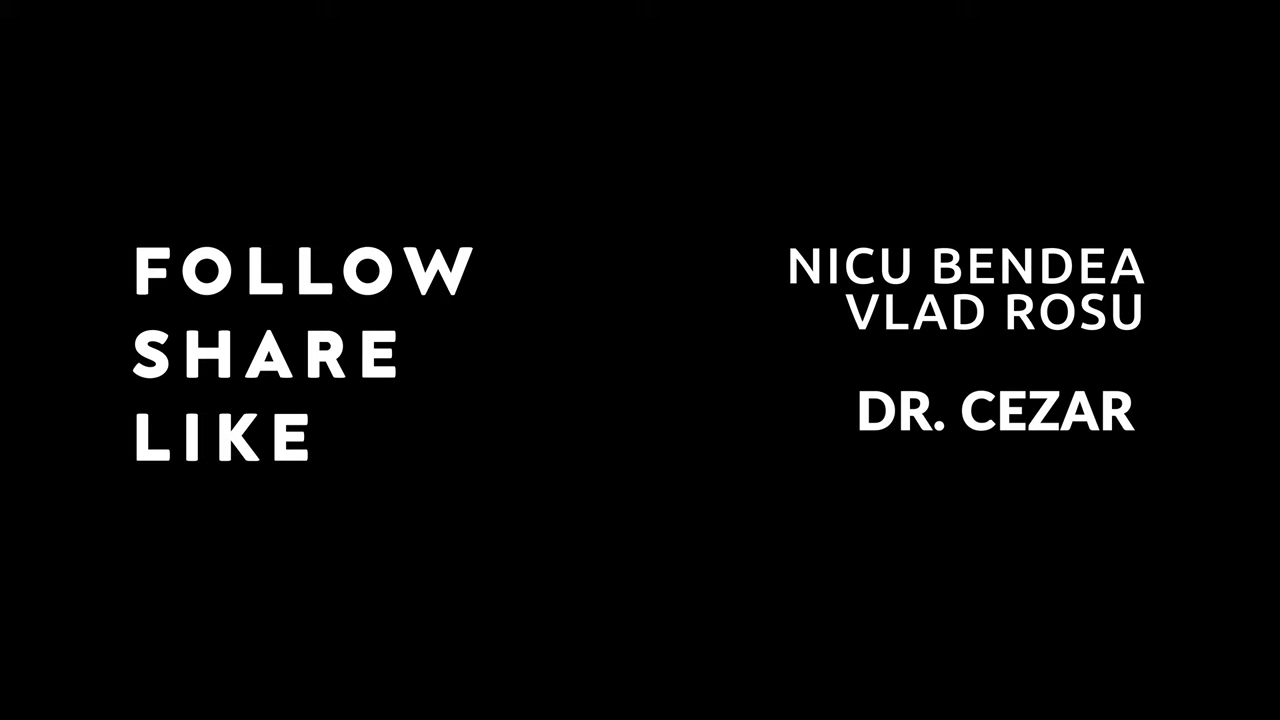 FOLLOW
SHARE
LIKE
NICU BENDEA
VLAD ROSU
DR. CEZAR